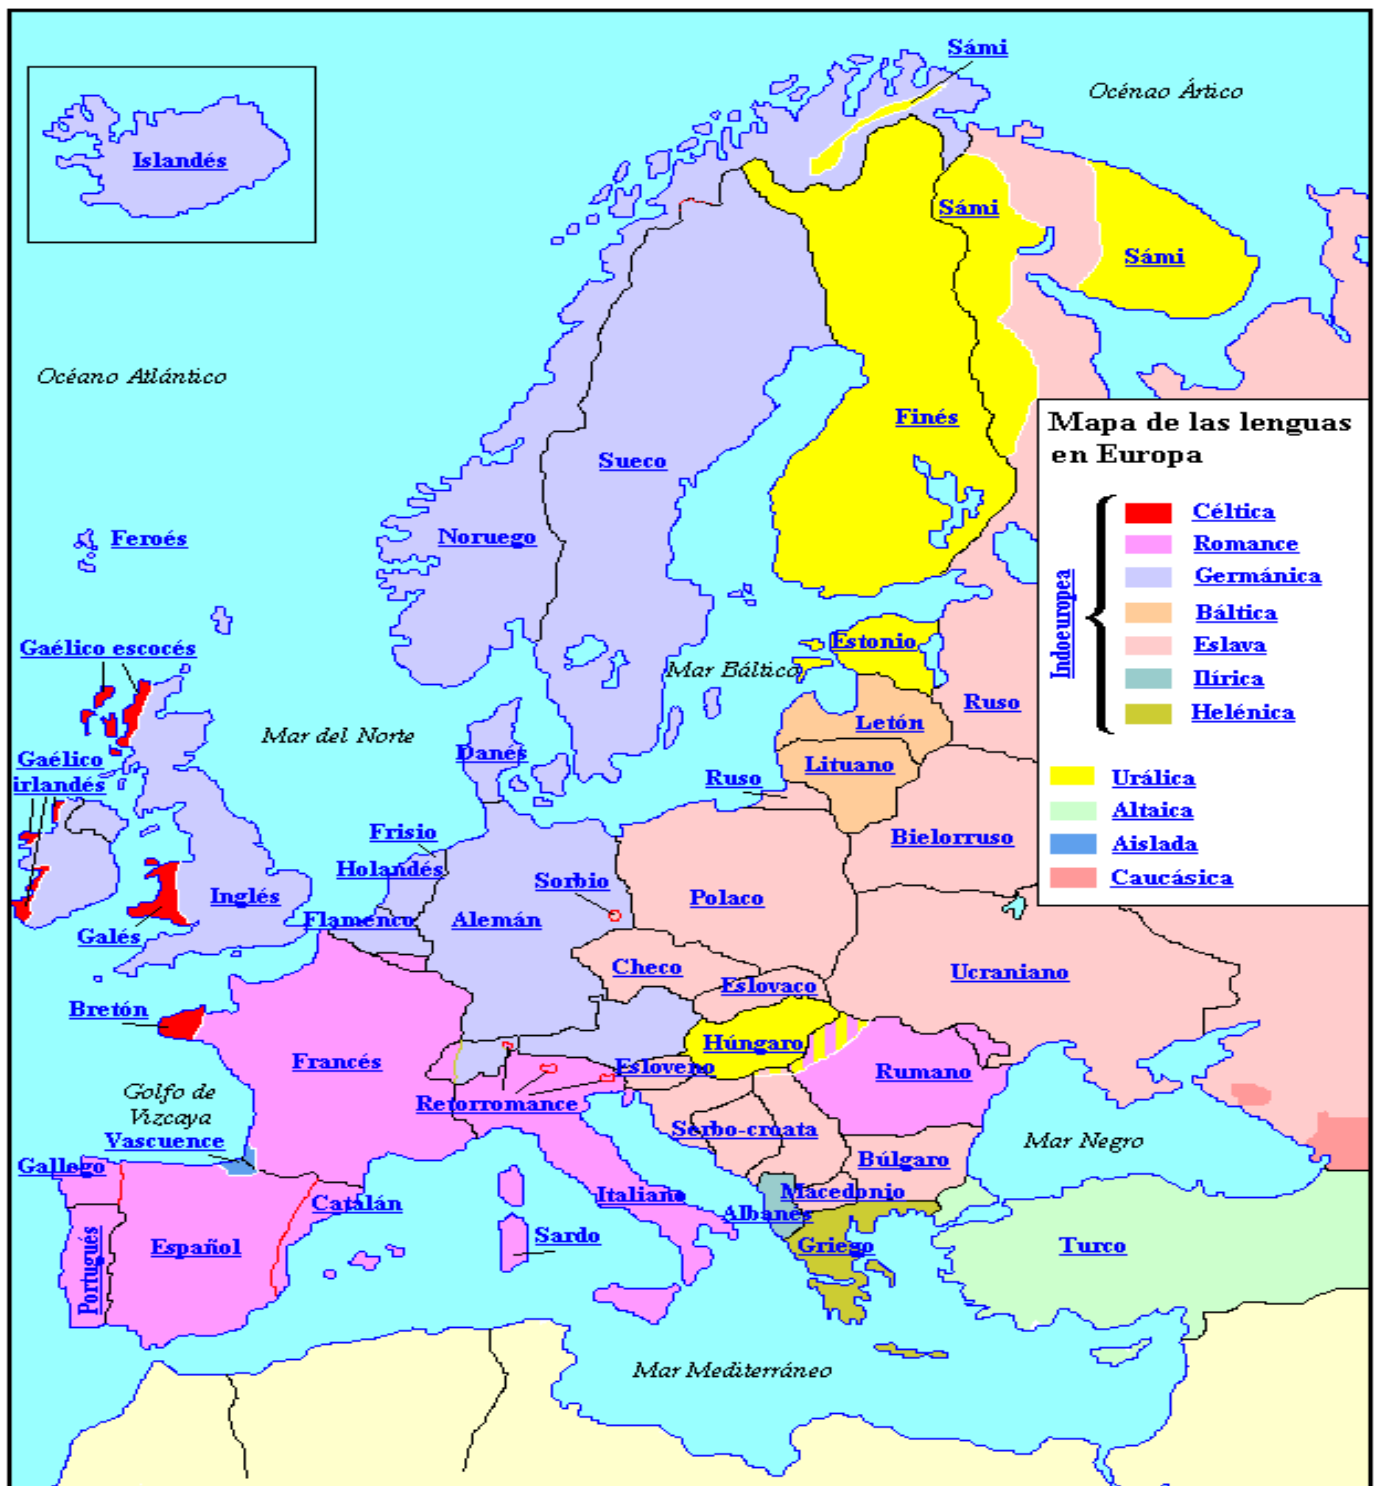 Sámi
Océnao Ártico
Islandés
Sámi
Sámi
Océano Atlántico
Finés
Mapa de las lenguas
en Europa
Sueco
Indoeuropea
Céltica
Romance
Germánica
Báltica
Eslava
Ilírica
Helénica
Urálica
Altaica
Aislada
Caucásica
Feroés
Noruego
Gaélico escocés
Estonio
Mar Báltico
Ruso
Letón
Mar del Norte
Danés
Gaélico
irlandés
Lituano
Ruso
Frisio
Bielorruso
Holandés
Sorbio
Inglés
Polaco
Flamenco
Alemán
Galés
Checo
Ucraniano
Eslovaco
Bretón
Húngaro
Francés
Esloveno
Rumano
Golfo de
Vizcaya
Retorromance
Vascuence
Serbo-croata
Mar Negro
Gallego
Búlgaro
Catalán
Italiano
Macedonio
Albanés
Portugués
Español
Sardo
Griego
Turco
Mar Mediterráneo